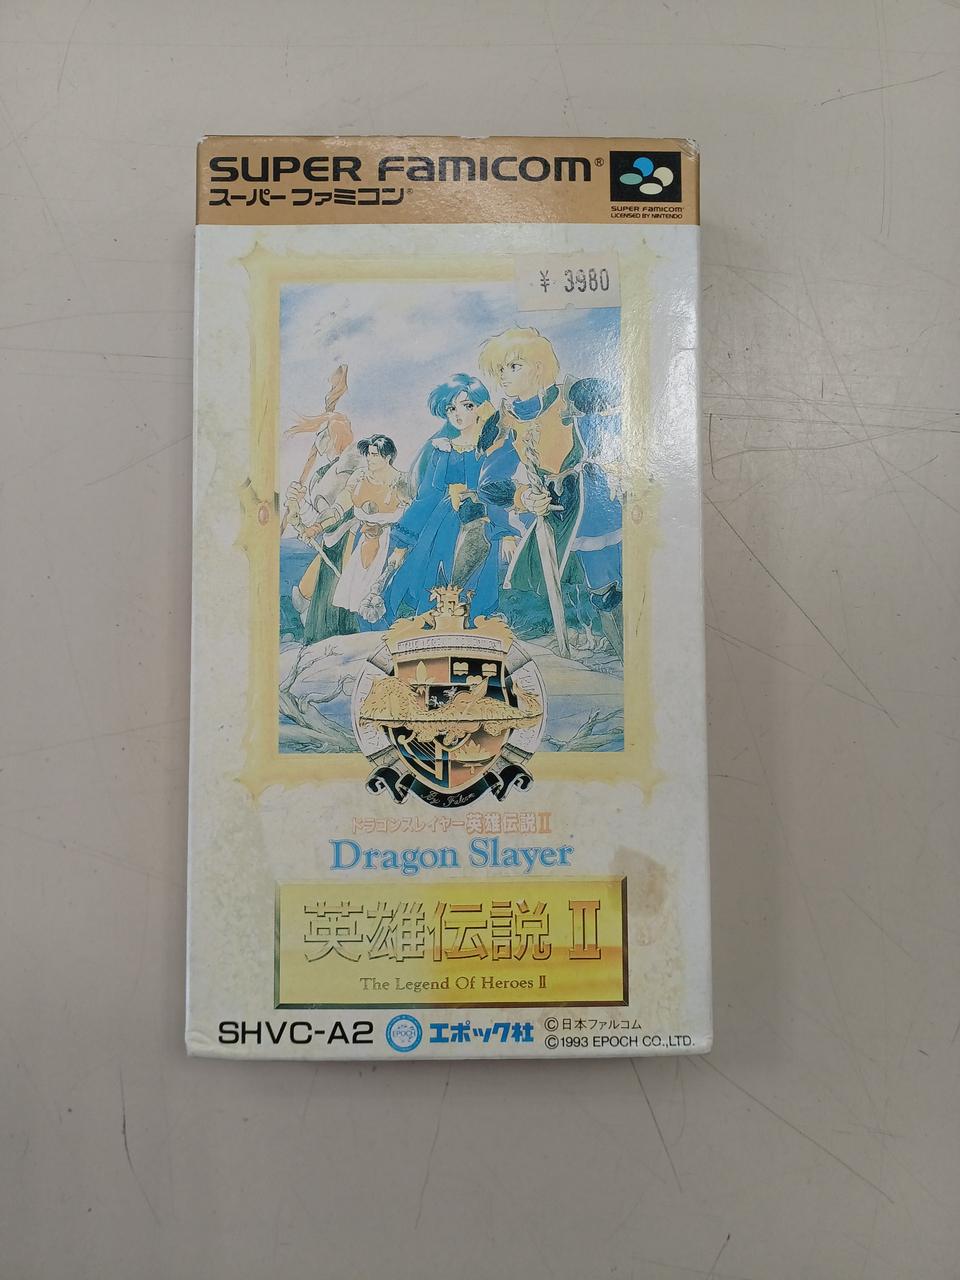 SUPER FAMICOM®
スーパーファミコン®
SUPER FAMICOM
LICENSED BY NINTENDO
¥ 3980
By Falcom
ドラゴンスレイヤー英雄伝説II
Dragon Slayer
英雄伝説II
The Legend Of Heroes II
SHVC-A2 EPOCH エポック社 ©日本ファルコム
©1993 EPOCH CO.,LTD.